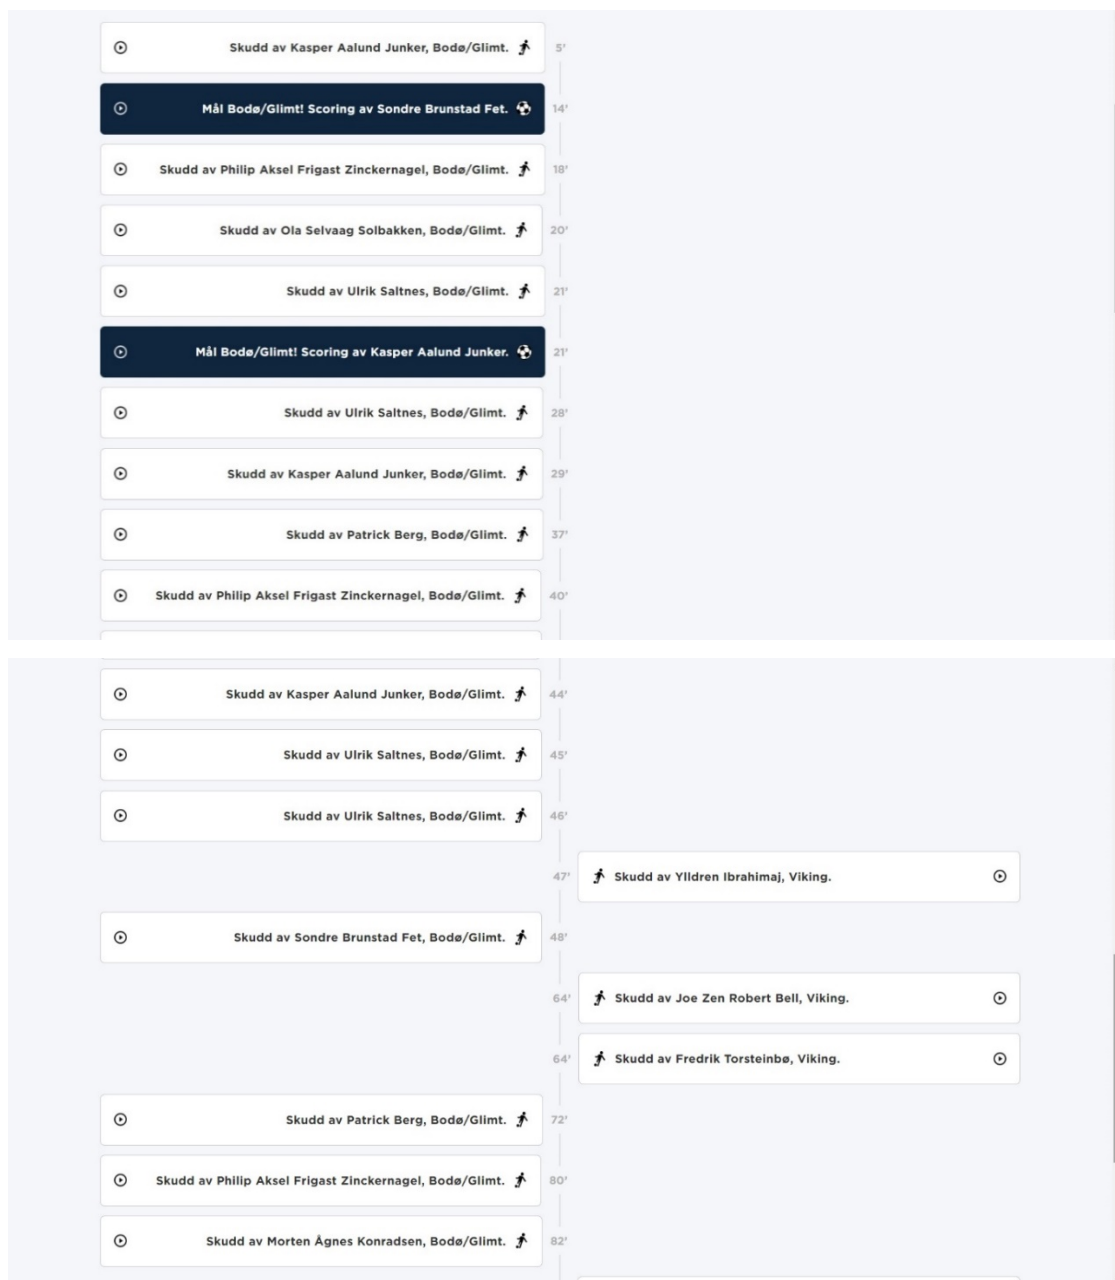 Skudd av Kasper Aalund Junker, Bodø/Glimt. 5'
Mål Bodø/Glimt! Scoring av Sondre Brunstad Fet. 14'
Skudd av Philip Aksel Frigast Zinckernagel, Bodø/Glimt. 18'
Skudd av Ola Selvaag Solbakken, Bodø/Glimt. 20'
Skudd av Ulrik Saltnes, Bodø/Glimt. 21'
Mål Bodø/Glimt! Scoring av Kasper Aalund Junker. 21'
Skudd av Ulrik Saltnes, Bodø/Glimt. 28'
Skudd av Kasper Aalund Junker, Bodø/Glimt. 29'
Skudd av Patrick Berg, Bodø/Glimt. 37'
Skudd av Philip Aksel Frigast Zinckernagel, Bodø/Glimt. 40'
Skudd av Kasper Aalund Junker, Bodø/Glimt. 44'
Skudd av Ulrik Saltnes, Bodø/Glimt. 45'
Skudd av Ulrik Saltnes, Bodø/Glimt. 46'
47' Skudd av Ylldren Ibrahimaj, Viking.
Skudd av Sondre Brunstad Fet, Bodø/Glimt. 48'
64' Skudd av Joe Zen Robert Bell, Viking.
64' Skudd av Fredrik Torsteinbø, Viking.
Skudd av Patrick Berg, Bodø/Glimt. 72'
Skudd av Philip Aksel Frigast Zinckernagel, Bodø/Glimt. 80'
Skudd av Morten Ågnes Konradsen, Bodø/Glimt. 82'